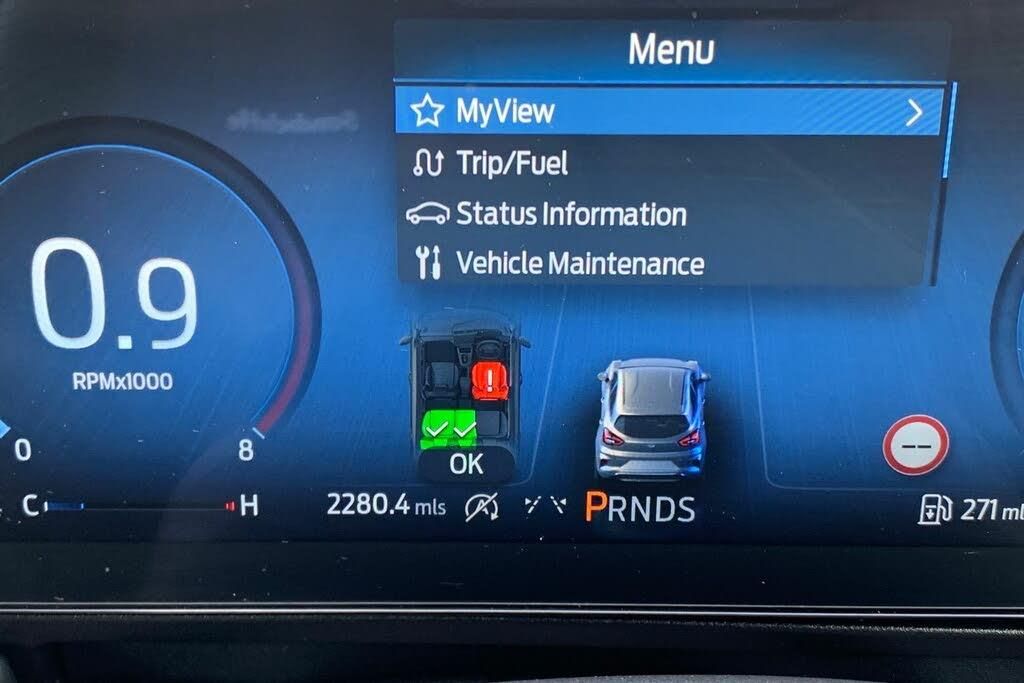 Menu
MyView
Trip/Fuel
Status Information
Vehicle Maintenance
0.9
RPMx1000
0
8
C
H
OK
2280.4 mls
PRNDS
--
271 ml